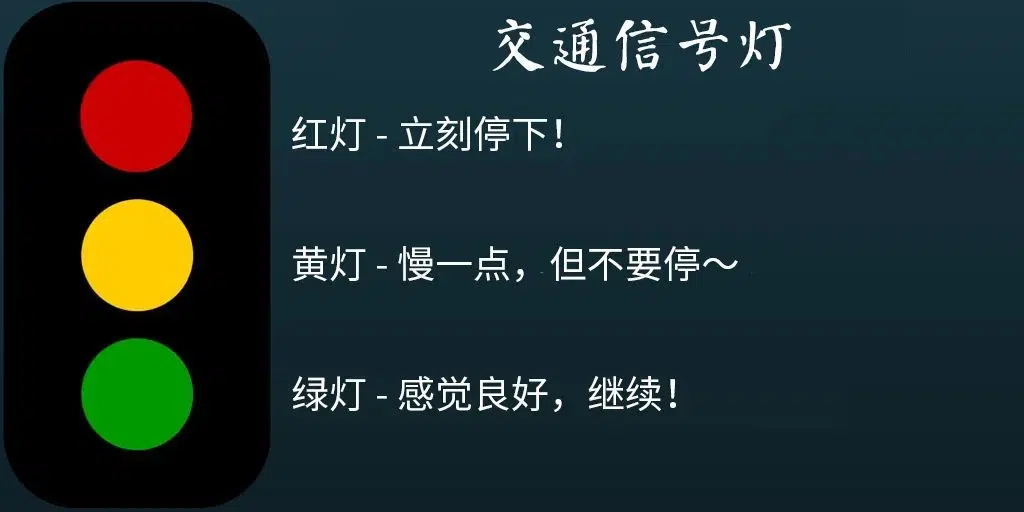 交通信号灯
红灯 - 立刻停下!
黄灯 - 慢一点，但不要停～
绿灯 - 感觉良好，继续!